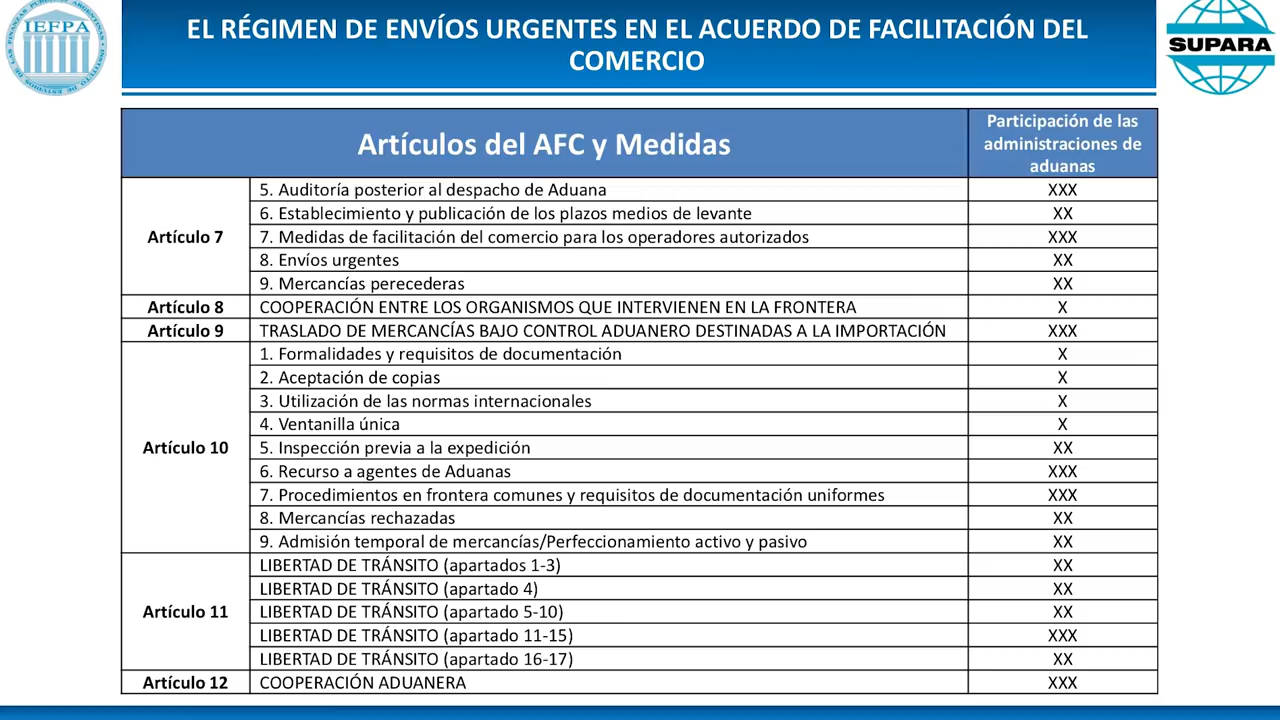 IEFPA
INSTITUTO DE ESTUDIOS DE LAS FINANZAS PUBLICAS ARGENTINAS
EL RÉGIMEN DE ENVÍOS URGENTES EN EL ACUERDO DE FACILITACIÓN DEL
COMERCIO
SUPARA
Artículos del AFC y Medidas
Participación de las
administraciones de
aduanas
Artículo 7
5. Auditoría posterior al despacho de Aduana XXX
6. Establecimiento y publicación de los plazos medios de levante XX
7. Medidas de facilitación del comercio para los operadores autorizados XXX
8. Envíos urgentes XX
9. Mercancías perecederas XX
Artículo 8 COOPERACIÓN ENTRE LOS ORGANISMOS QUE INTERVIENEN EN LA FRONTERA X
Artículo 9 TRASLADO DE MERCANCÍAS BAJO CONTROL ADUANERO DESTINADAS A LA IMPORTACIÓN XXX
Artículo 10
1. Formalidades y requisitos de documentación X
2. Aceptación de copias X
3. Utilización de las normas internacionales X
4. Ventanilla única X
5. Inspección previa a la expedición XX
6. Recurso a agentes de Aduanas XXX
7. Procedimientos en frontera comunes y requisitos de documentación uniformes XXX
8. Mercancías rechazadas XX
9. Admisión temporal de mercancías/Perfeccionamiento activo y pasivo XX
Artículo 11
LIBERTAD DE TRÁNSITO (apartados 1-3) XX
LIBERTAD DE TRÁNSITO (apartado 4) XX
LIBERTAD DE TRÁNSITO (apartado 5-10) XX
LIBERTAD DE TRÁNSITO (apartado 11-15) XXX
LIBERTAD DE TRÁNSITO (apartado 16-17) XX
Artículo 12 COOPERACIÓN ADUANERA XXX